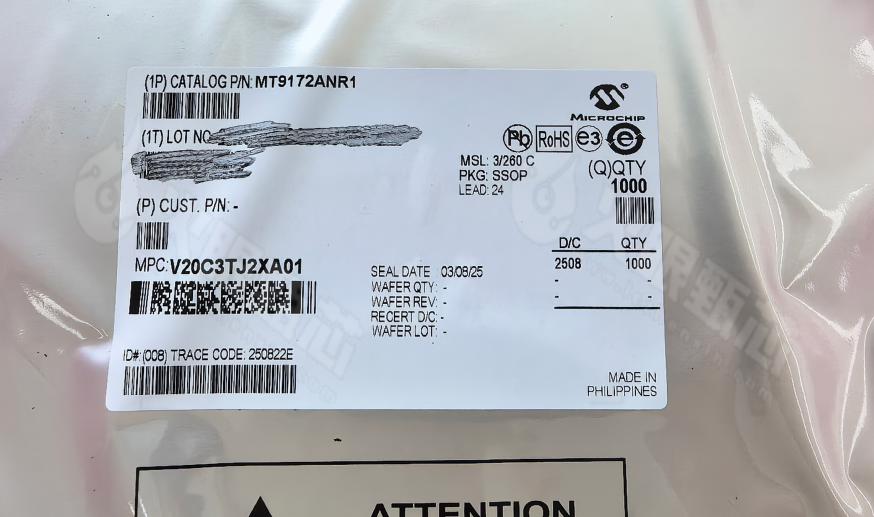 (1P) CATALOG P/N: MT9172ANR1
MICROCHIP
(1T) LOT NO
Pb RoHS e3 e
MSL: 3/260 C
PKG: SSOP
LEAD: 24
(Q)QTY
1000
(P) CUST. P/N: -
MPC: V20C3TJ2XA01
D/C QTY
2508 1000
- -
- -
SEAL DATE 03/08/25
WAFER QTY: -
WAFER REV: -
RECERT D/C: -
WAFER LOT: -
ID#: (008) TRACE CODE: 250822E
MADE IN
PHILIPPINES
ATTENTION